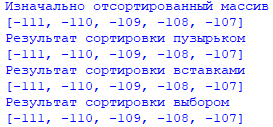 Изначально отсортированный массив
[-111, -110, -109, -108, -107]
Результат сортировки пузырьком
[-111, -110, -109, -108, -107]
Результат сортировки вставками
[-111, -110, -109, -108, -107]
Результат сортировки выбором
[-111, -110, -109, -108, -107]